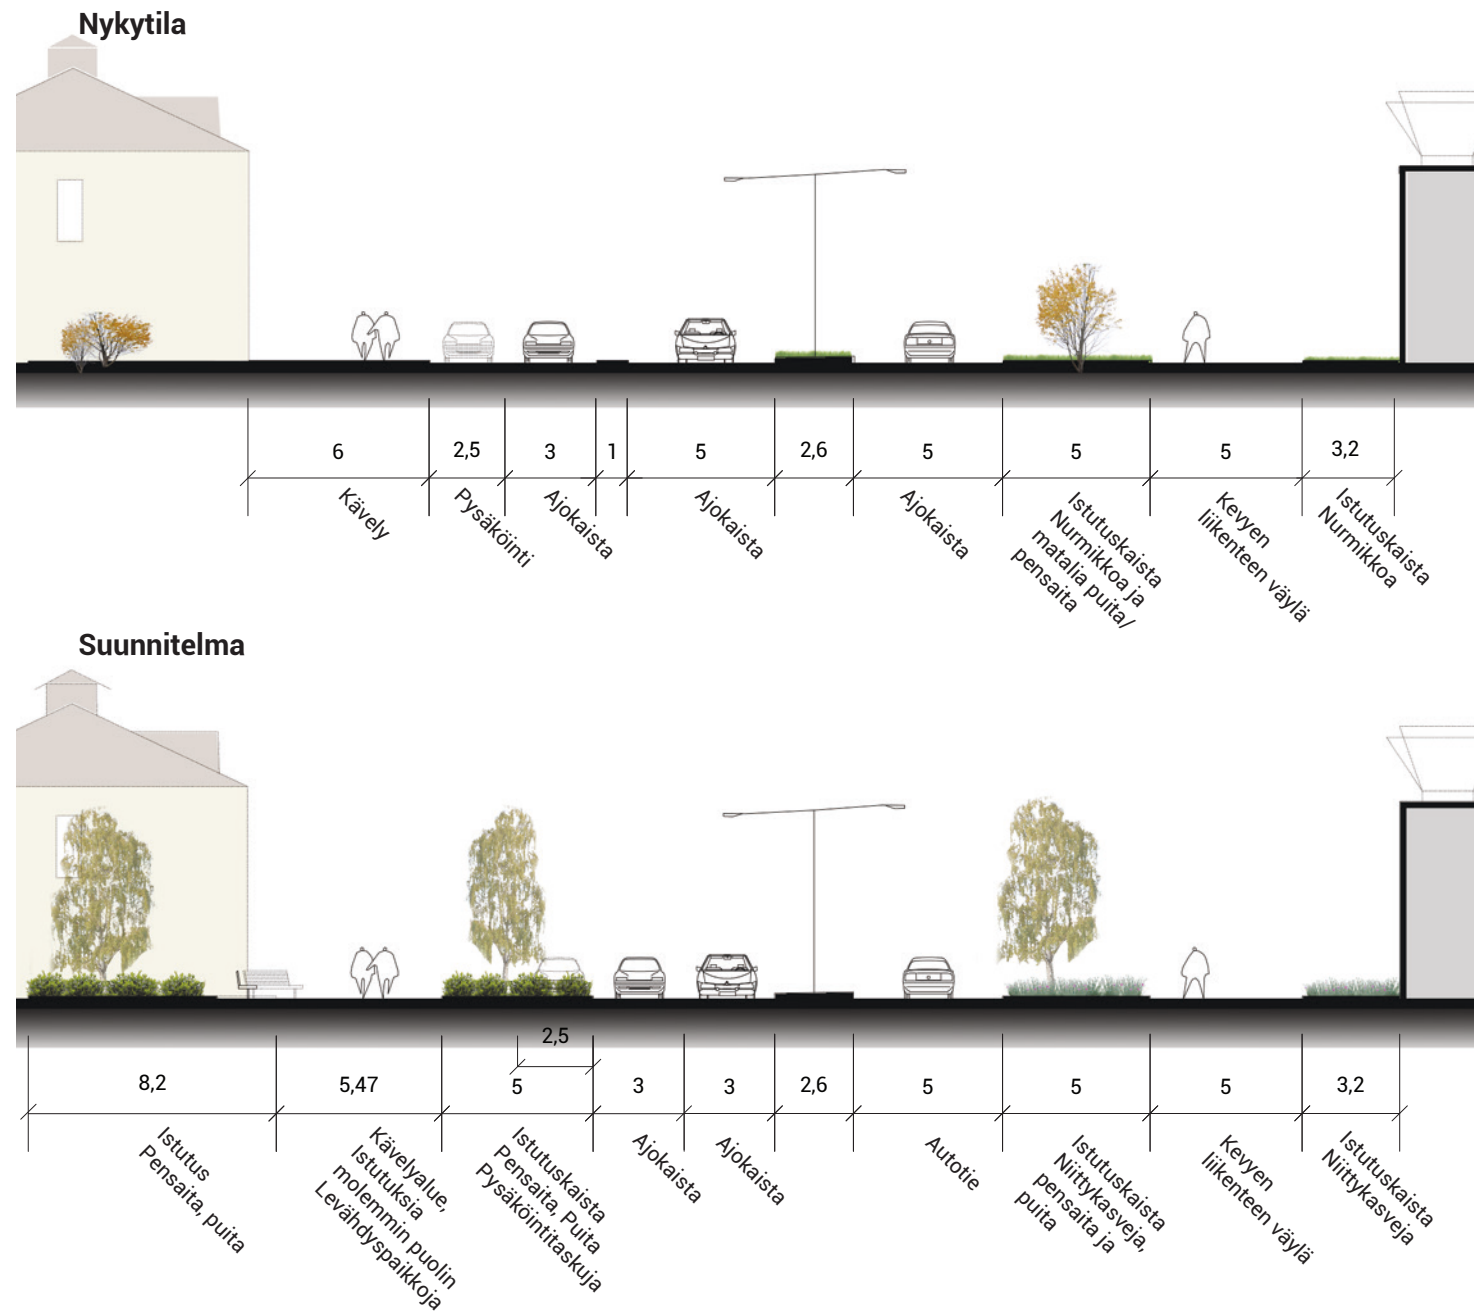 Nykytila
6
2,5
3
1
5
2,6
5
5
5
3,2
Kävely
Pysäköinti
Ajokaista
Ajokaista
Ajokaista
Istutuskaista
Nurmikkoa ja
matalia puita/
pensaita
Kevyen
liikenteen väylä
Istutuskaista
Nurmikkoa
Suunnitelma
2,5
8,2
5,47
5
3
3
2,6
5
5
5
3,2
Istutus
Pensaita, puita
Kävelyalue,
Istutuksia
molemmin puolin
Levähdyspaikkoja
Istutuskaista
Pensaita, Puita
Pysäköintitaskuja
Ajokaista
Ajokaista
Autotie
Istutuskaista
Niittykasveja,
pensaita ja
puita
Kevyen
liikenteen väylä
Istutuskaista
Niittykasveja